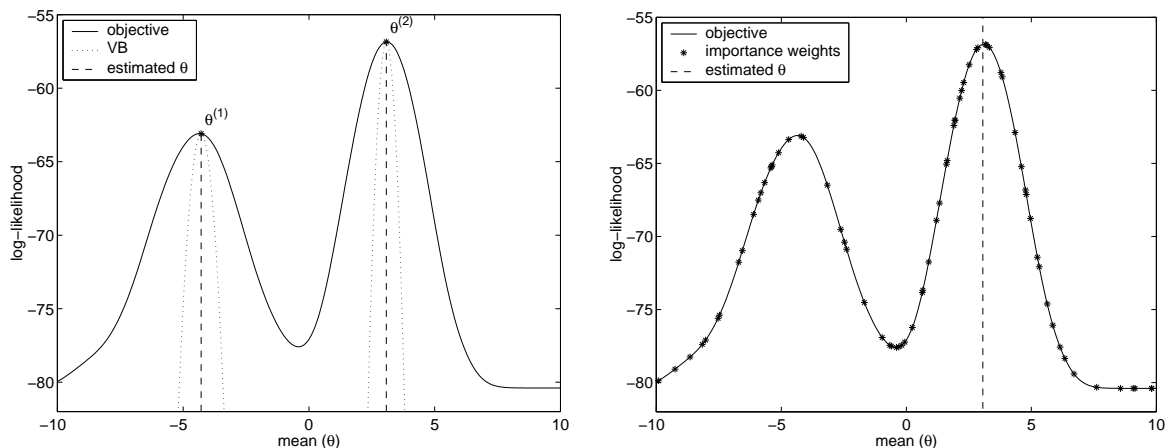 −55
−60
−65
−70
−75
−80
log−likelihood
objective
VB
estimated θ
θ(1)
θ(2)
−10
−5
0
5
10
mean (θ)
−55
−60
−65
−70
−75
−80
log−likelihood
objective
importance weights
estimated θ
−10
−5
0
5
10
mean (θ)